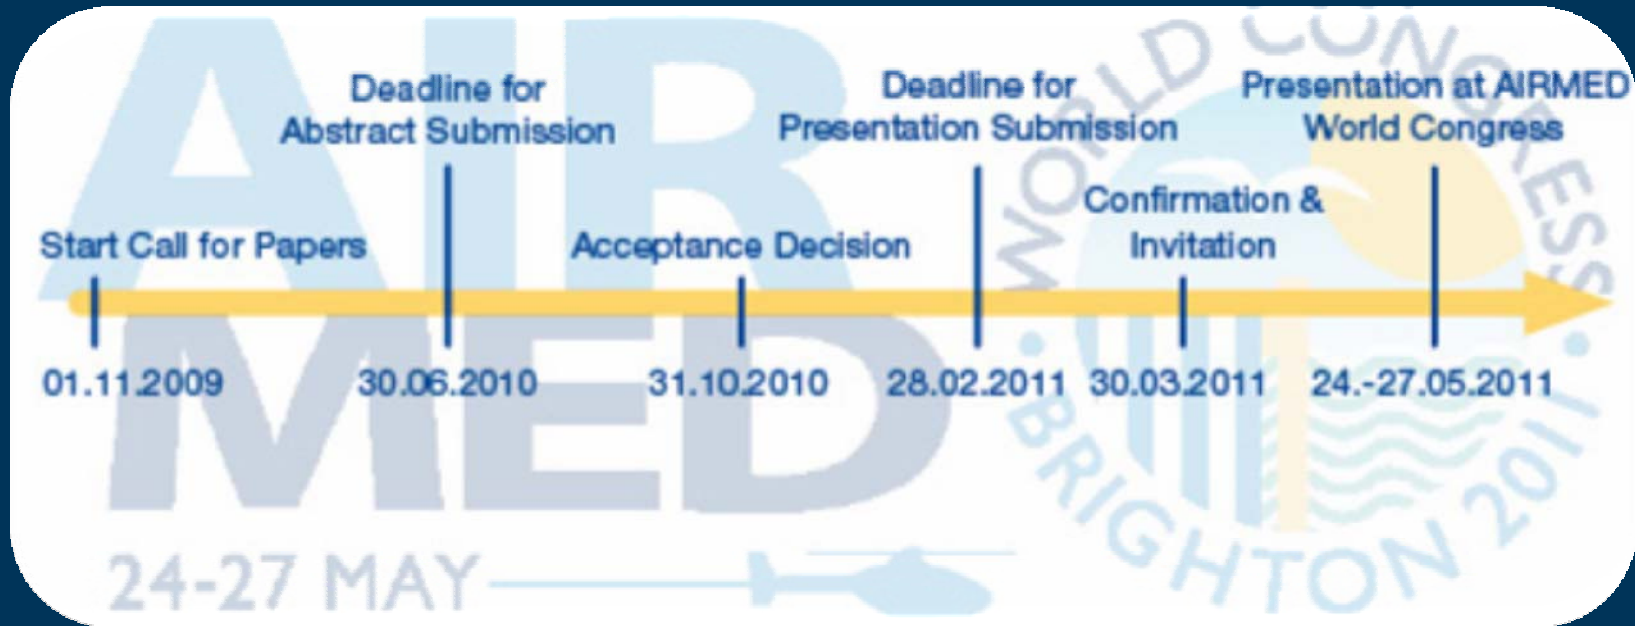 AIR
MED
24-27 MAY
WORLD CONGRESS
• BRIGHTON 2011 •
Deadline for
Abstract Submission
Deadline for
Presentation Submission
Presentation at AIRMED
World Congress
Start Call for Papers
Acceptance Decision
Confirmation &
Invitation
01.11.2009
30.06.2010
31.10.2010
28.02.2011
30.03.2011
24.-27.05.2011